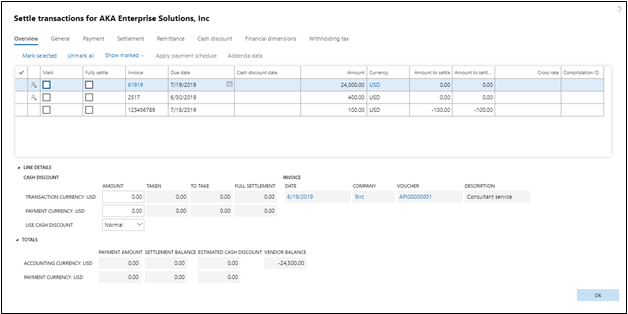 ?
Settle transactions for AKA Enterprise Solutions, Inc
Overview General Payment Settlement Remittance Cash discount Financial dimensions Withholding tax
Mark selected Unmark all Show marked Apply payment schedule Addenda data
Mark Fully settle Invoice Due date Cash discount date Amount Currency Amount to settle Amount to settl... Gross rate Consolidation ID
61919 7/19/2019 24,000.00 USD 0.00 0.00
2517 6/30/2019 400.00 USD 0.00 0.00
123456789 7/18/2019 100.00 USD -100.00 -100.00
LINE DETAILS
CASH DISCOUNT INVOICE
AMOUNT TAKEN TO TAKE FULL SETTLEMENT DATE COMPANY VOUCHER DESCRIPTION
TRANSACTION CURRENCY: USD 0.00 0.00 0.00 0.00 6/19/2019 9irc API00000001 Consultant service
PAYMENT CURRENCY: USD 0.00 0.00 0.00 0.00
USE CASH DISCOUNT Normal
TOTALS
PAYMENT AMOUNT SETTLEMENT BALANCE ESTIMATED CASH DISCOUNT VENDOR BALANCE
ACCOUNTING CURRENCY: USD 0.00 0.00 0.00 -24,500.00
PAYMENT CURRENCY: USD 0.00 0.00 0.00
OK